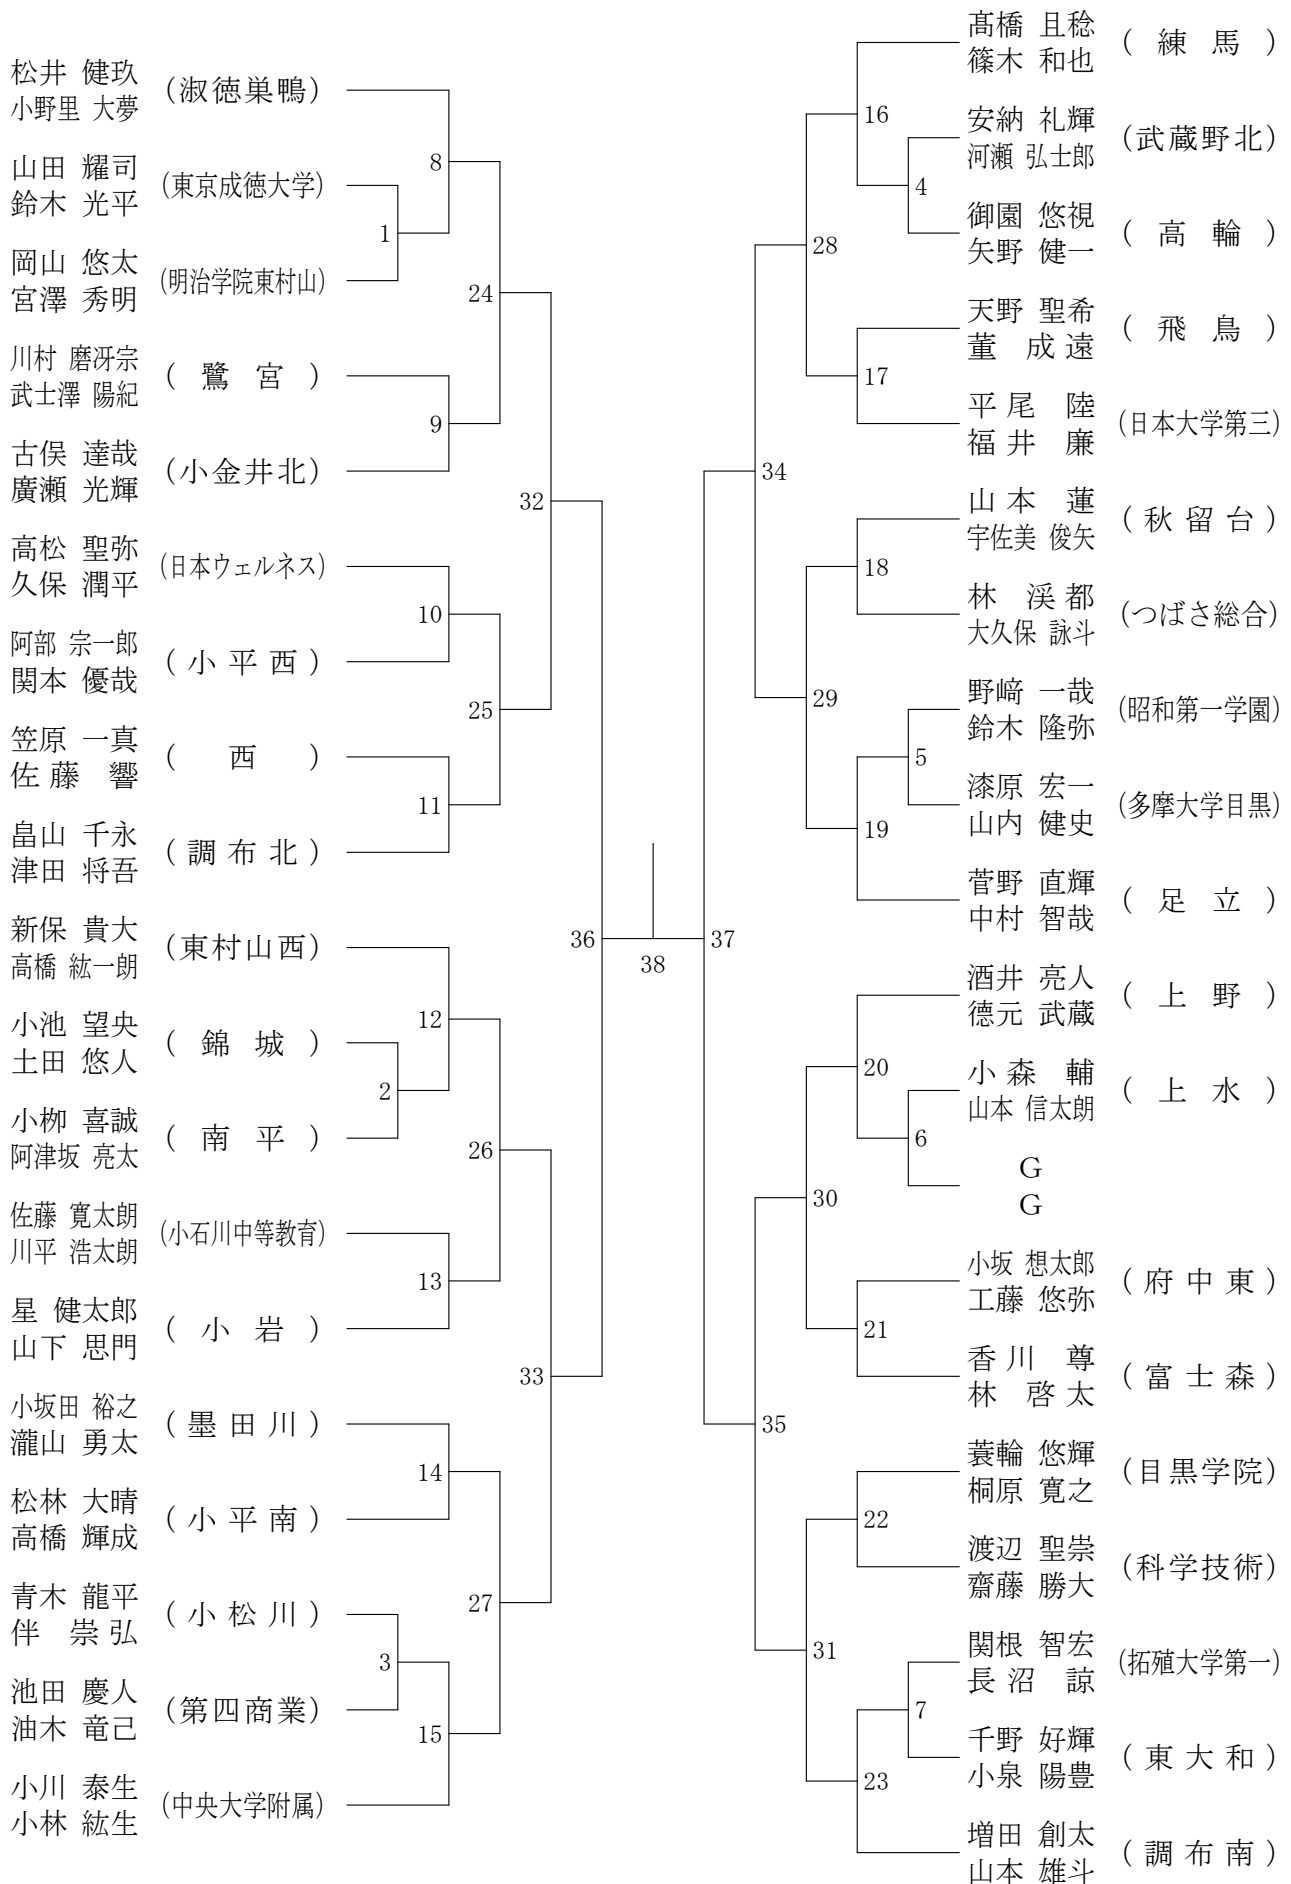 松井 健玖
小野里 大夢
(淑徳巣鴨)
山田 耀司
鈴木 光平
(東京成徳大学)
岡山 悠太
宮澤 秀明
(明治学院東村山)
川村 磨冴宗
武士澤 陽紀
(鷺宮)
古俣 達哉
廣瀬 光輝
(小金井北)
高松 聖弥
久保 潤平
(日本ウェルネス)
阿部 宗一郎
関本 優哉
(小平西)
笠原 一真
佐藤 響
(西)
畠山 千永
津田 将吾
(調布北)
新保 貴大
高橋 紘一朗
(東村山西)
小池 望央
土田 悠人
(錦城)
小栁 喜誠
阿津坂 亮太
(南平)
佐藤 寛太朗
川平 浩太朗
(小石川中等教育)
星 健太郎
山下 思門
(小岩)
小坂田 裕之
瀧山 勇太
(墨田川)
松林 大晴
高橋 輝成
(小平南)
青木 龍平
伴 崇弘
(小松川)
池田 慶人
油木 竜己
(第四商業)
小川 泰生
小林 紘生
(中央大学附属)
1
2
3
8
9
10
11
12
13
14
15
24
25
26
27
32
33
36
38
37
34
35
28
29
30
31
16
17
18
19
20
21
22
23
4
5
6
7
髙橋 且稔
篠木 和也
(練馬)
安納 礼輝
河瀬 弘士郎
(武蔵野北)
御園 悠視
矢野 健一
(高輪)
天野 聖希
董 成遠
(飛鳥)
平尾 陸
福井 廉
(日本大学第三)
山本 蓮
宇佐美 俊矢
(秋留台)
林 渓都
大久保 詠斗
(つばさ総合)
野﨑 一哉
鈴木 隆弥
(昭和第一学園)
漆原 宏一
山内 健史
(多摩大学目黒)
菅野 直輝
中村 智哉
(足立)
酒井 亮人
德元 武蔵
(上野)
小森 輔
山本 信太朗
(上水)
G
G
小坂 想太郎
工藤 悠弥
(府中東)
香川 尊
林 啓太
(富士森)
蓑輪 悠輝
桐原 寛之
(目黒学院)
渡辺 聖崇
齋藤 勝大
(科学技術)
関根 智宏
長沼 諒
(拓殖大学第一)
千野 好輝
小泉 陽豊
(東大和)
増田 創太
山本 雄斗
(調布南)